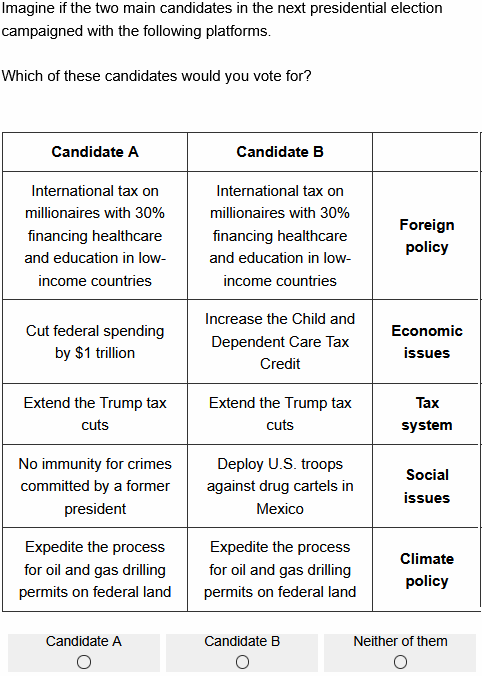 Imagine if the two main candidates in the next presidential election
campaigned with the following platforms.
Which of these candidates would you vote for?
Candidate A
Candidate B
International tax on
millionaires with 30%
financing healthcare
and education in low-
income countries
International tax on
millionaires with 30%
financing healthcare
and education in low-
income countries
Foreign
policy
Cut federal spending
by $1 trillion
Increase the Child and
Dependent Care Tax
Credit
Economic
issues
Extend the Trump tax
cuts
Extend the Trump tax
cuts
Tax
system
No immunity for crimes
committed by a former
president
Deploy U.S. troops
against drug cartels in
Mexico
Social
issues
Expedite the process
for oil and gas drilling
permits on federal land
Expedite the process
for oil and gas drilling
permits on federal land
Climate
policy
Candidate A
Candidate B
Neither of them